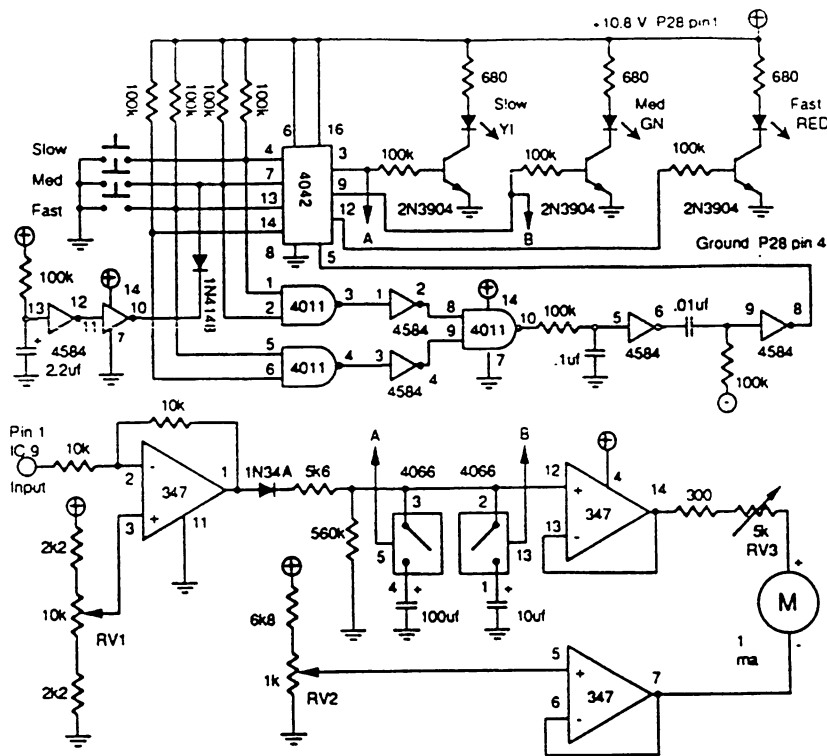 +10.8 V P28 pin 1
680
680
680
100k
100k
100k
100k
Slow
YI
Med
GN
Fast
RED
6
16
Slow
4
3
100k
100k
100k
Med
7
4042
9
Fast
13
12
2N3904
2N3904
2N3904
14
A
B
8
5
Ground P28 pin 4
100k
14
1N4148
13
12
10
11
7
4584
2.2uf
+
1
2
4011
3
1
2
4584
8
9
4011
14
10
7
100k
.1uf
5
6
4584
.01uf
9
8
4584
100k
5
6
4011
4
3
4
4584
Pin 1
IC 9
Input
10k
10k
2
-
347
1
3
+
11
1N34A
5k6
A
B
4066
4066
3
2
560k
5
13
4
+
1
+
100uf
10uf
12
+
347
4
14
13
-
300
5k
RV3
+
M
-
1
ma
2k2
10k
RV1
2k2
6k8
1k
RV2
5
+
347
7
6
-